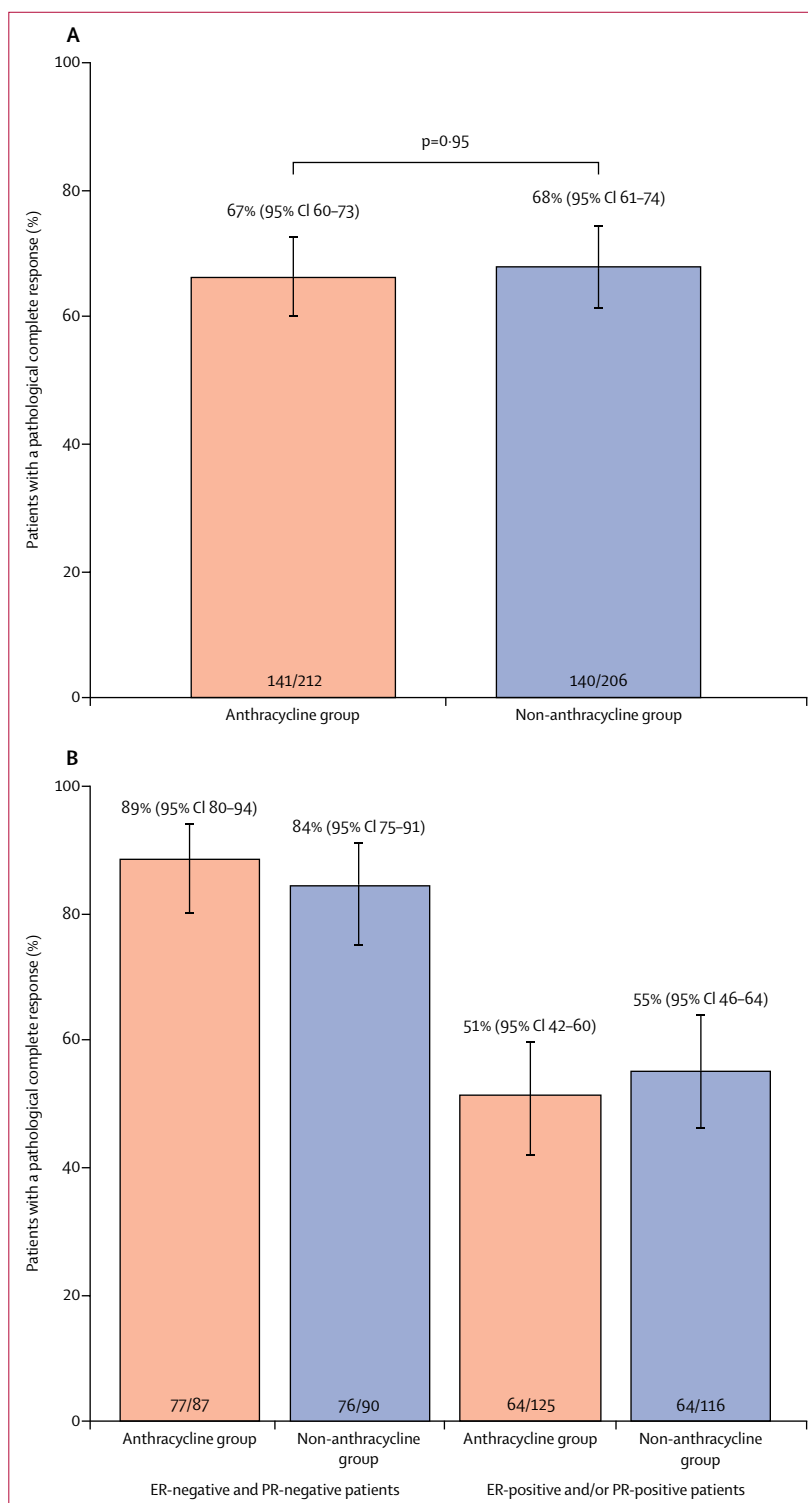 A
100
80
60
40
20
0
Patients with a pathological complete response (%)
p=0·95
67% (95% CI 60–73)
68% (95% CI 61–74)
141/212
140/206
Anthracycline group
Non-anthracycline group
B
100
80
60
40
20
0
Patients with a pathological complete response (%)
89% (95% CI 80–94)
84% (95% CI 75–91)
51% (95% CI 42–60)
55% (95% CI 46–64)
77/87
76/90
64/125
64/116
Anthracycline group
Non-anthracycline
group
Anthracycline group
Non-anthracycline
group
ER-negative and PR-negative patients
ER-positive and/or PR-positive patients